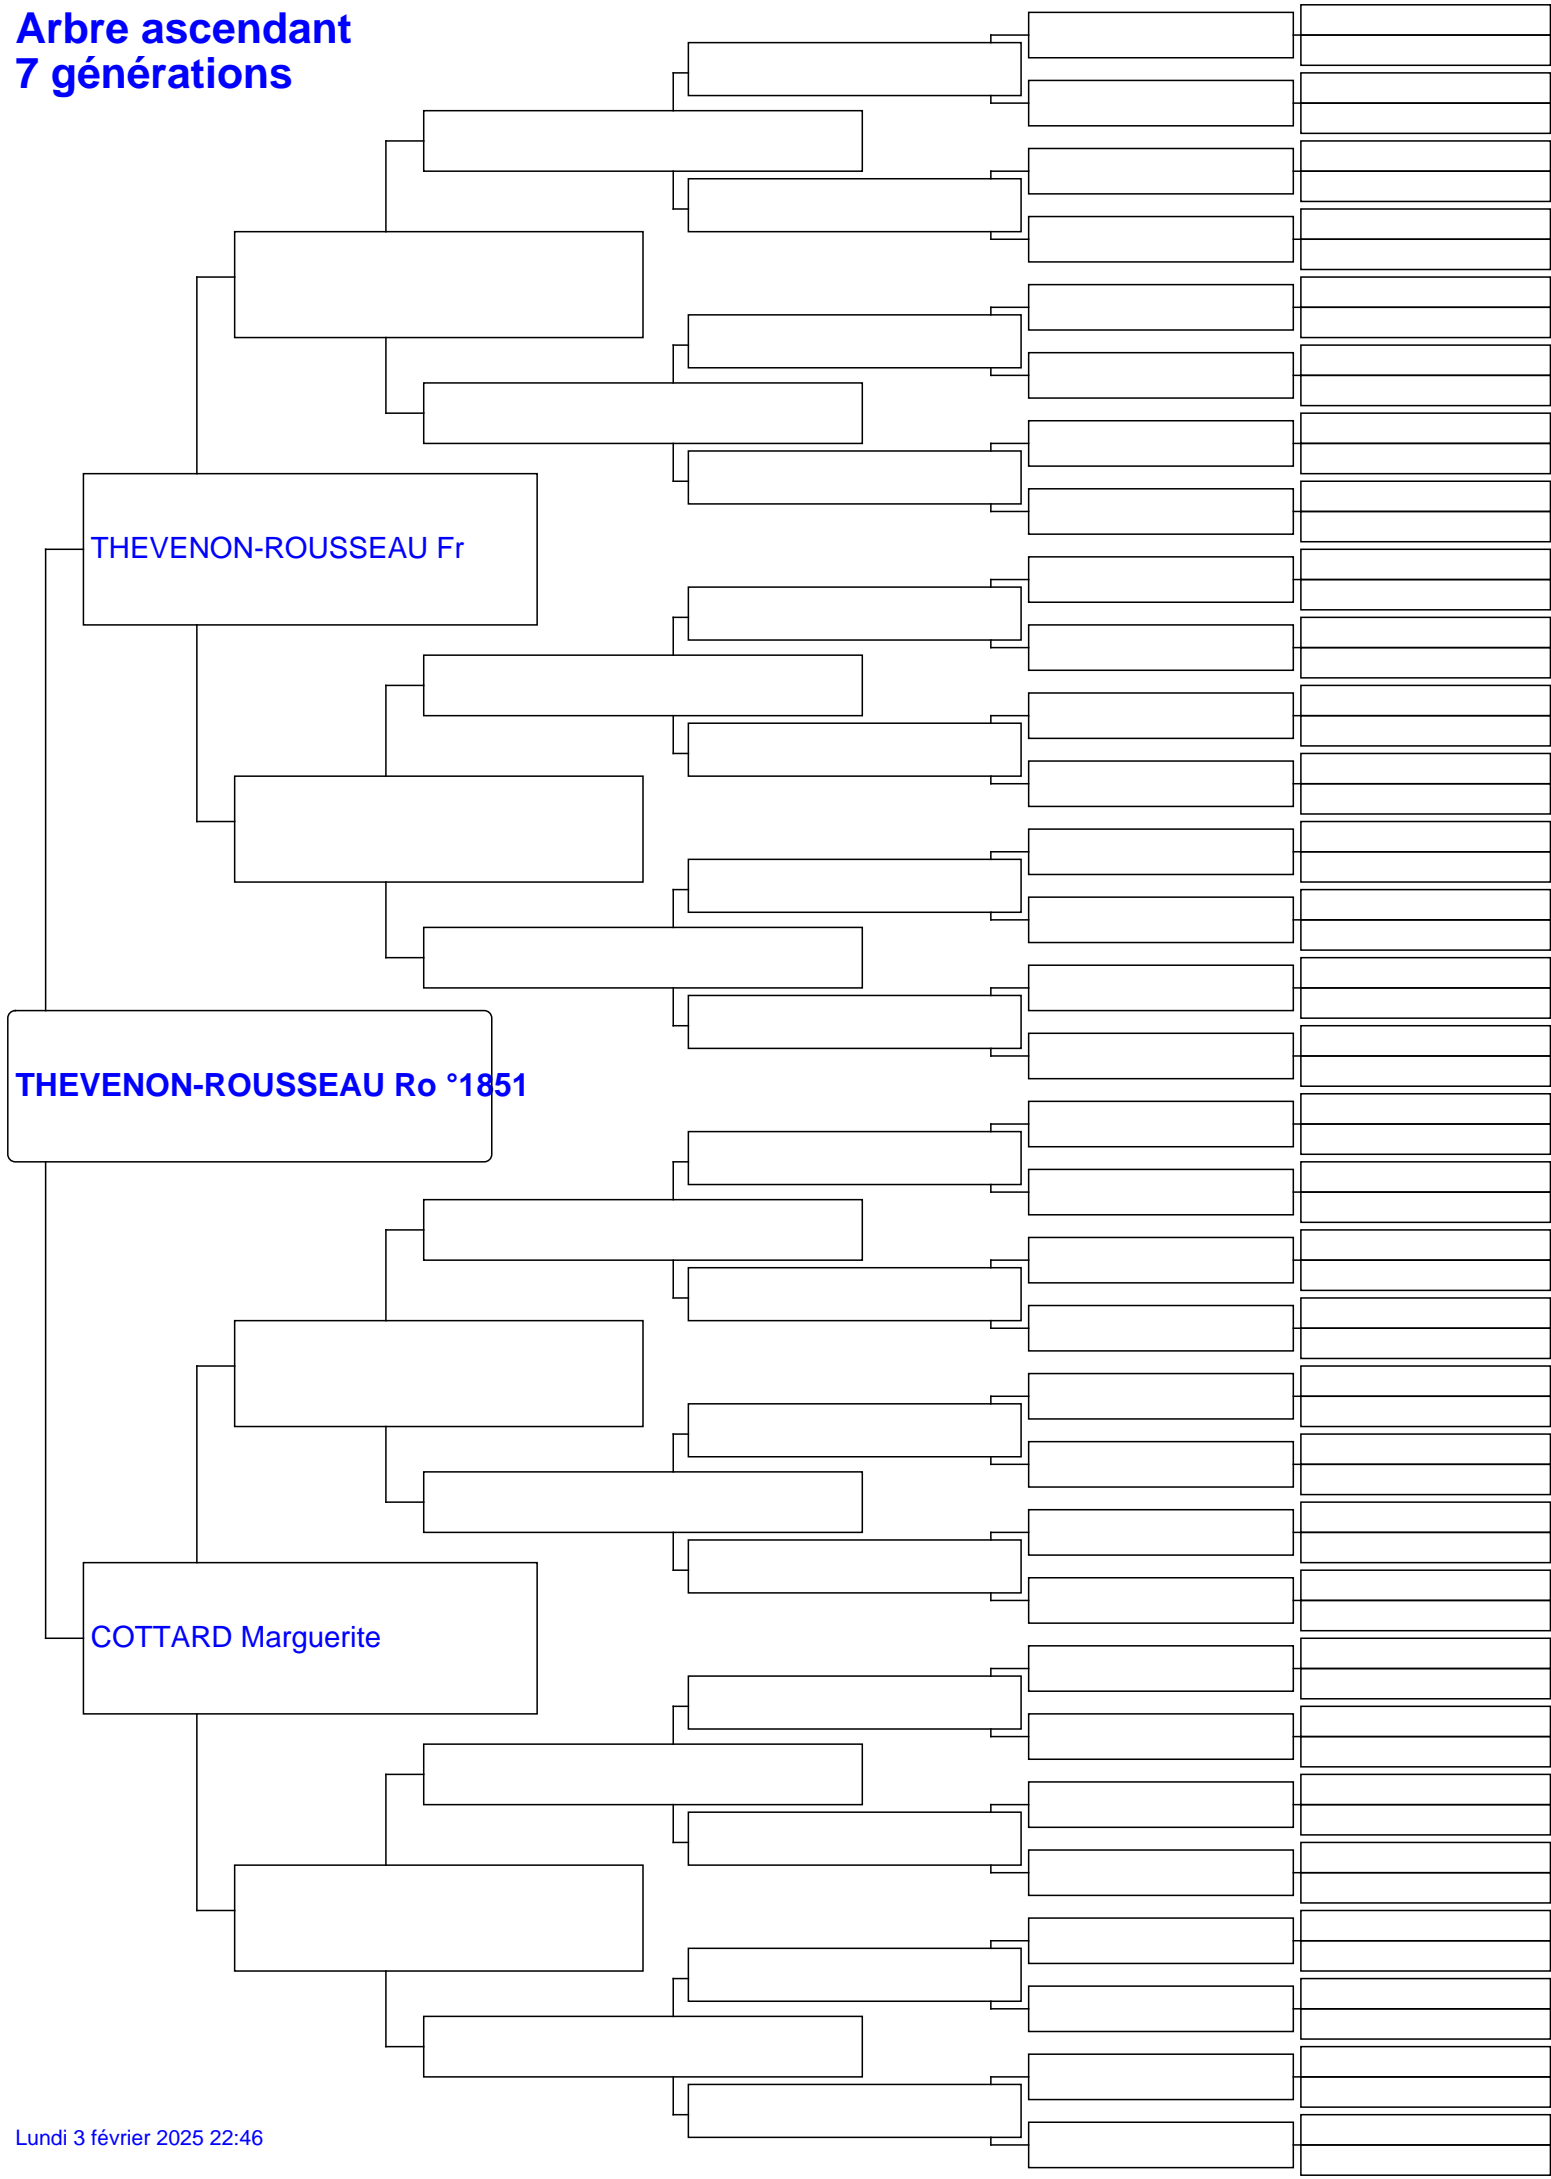 Arbre ascendant
7 générations
THEVENON-ROUSSEAU Fr
THEVENON-ROUSSEAU Ro °1851
COTTARD Marguerite
Lundi 3 février 2025 22:46